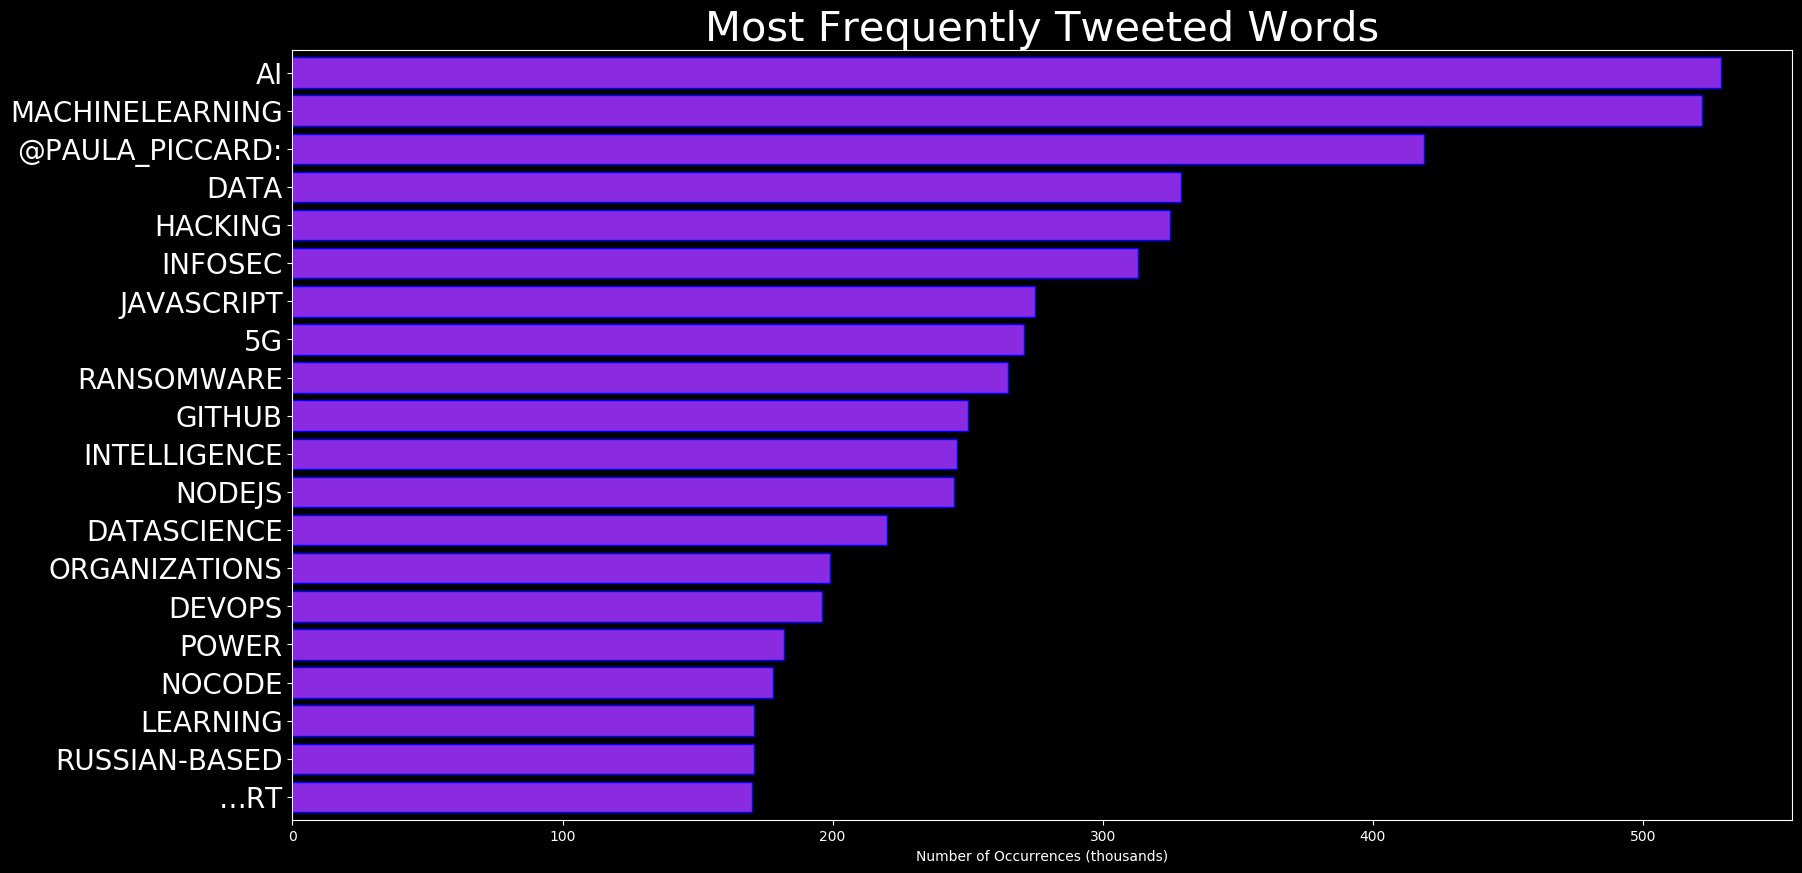 Most Frequently Tweeted Words
AI
MACHINELEARNING
@PAULA_PICCARD:
DATA
HACKING
INFOSEC
JAVASCRIPT
5G
RANSOMWARE
GITHUB
INTELLIGENCE
NODEJS
DATASCIENCE
ORGANIZATIONS
DEVOPS
POWER
NOCODE
LEARNING
RUSSIAN-BASED
…RT
0 100 200 300 400 500
Number of Occurrences (thousands)